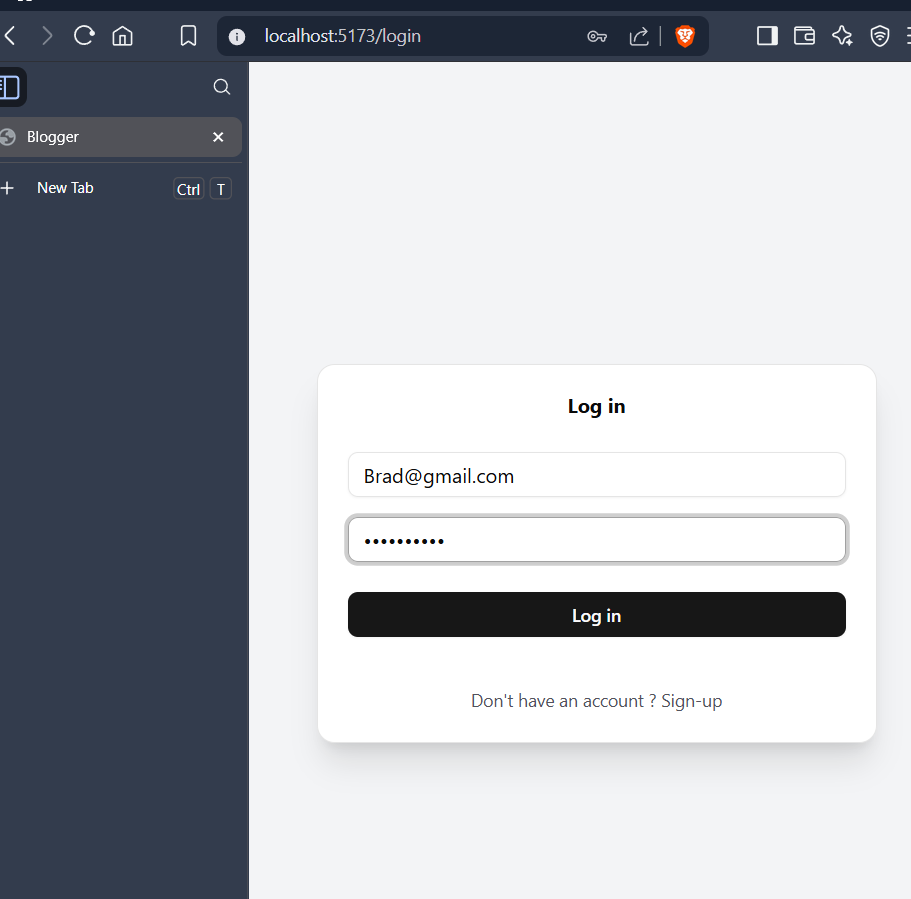 localhost:5173/login
Blogger
New Tab Ctrl T
Log in
Brad@gmail.com
••••••••••
Log in
Don't have an account ? Sign-up